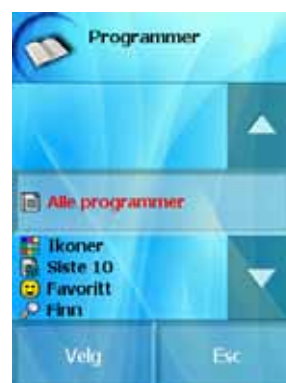 Programmer
Alle programmer
Ikoner
Siste 10
Favoritt
Finn
Velg
Esc